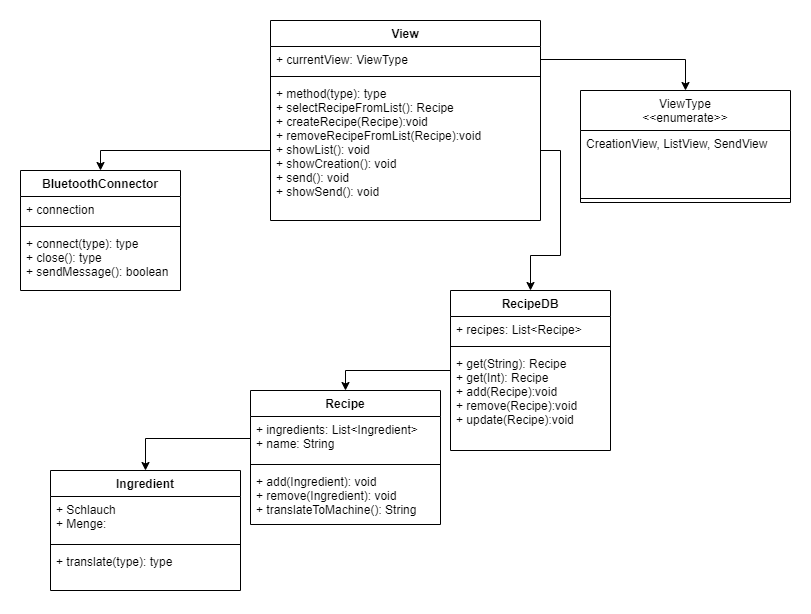 View
+ currentView: ViewType
+ method(type): type
+ selectRecipeFromList(): Recipe
+ createRecipe(Recipe):void
+ removeRecipeFromList(Recipe):void
+ showList(): void
+ showCreation(): void
+ send(): void
+ showSend(): void
ViewType
<<enumerate>>
CreationView, ListView, SendView
BluetoothConnector
+ connection
+ connect(type): type
+ close(): type
+ sendMessage(): boolean
RecipeDB
+ recipes: List<Recipe>
+ get(String): Recipe
+ get(Int): Recipe
+ add(Recipe):void
+ remove(Recipe):void
+ update(Recipe):void
Recipe
+ ingredients: List<Ingredient>
+ name: String
+ add(Ingredient): void
+ remove(Ingredient): void
+ translateToMachine(): String
Ingredient
+ Schlauch
+ Menge:
+ translate(type): type